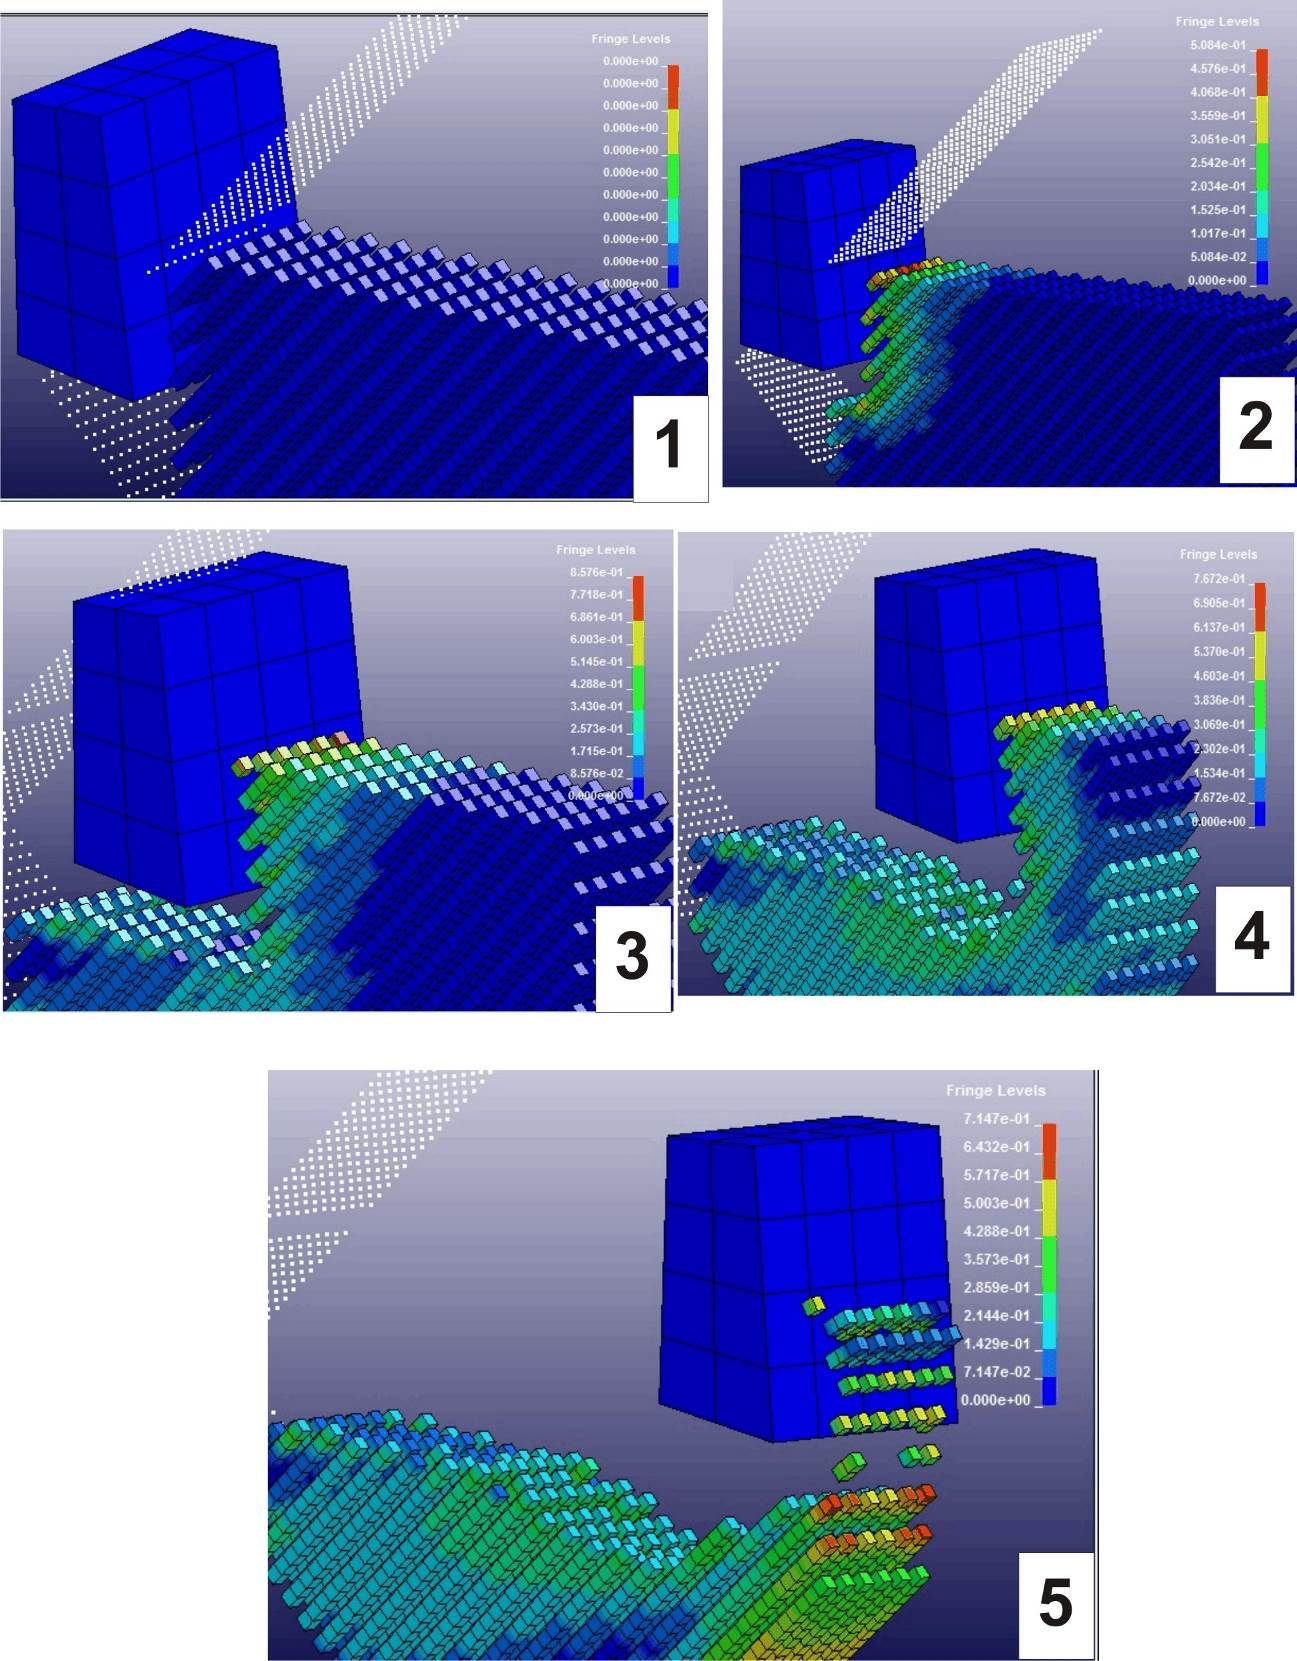 Fringe Levels
0.000e+00
0.000e+00
0.000e+00
0.000e+00
0.000e+00
0.000e+00
0.000e+00
0.000e+00
0.000e+00
0.000e+00
0.000e+00
1
Fringe Levels
5.084e-01
4.576e-01
4.068e-01
3.559e-01
3.051e-01
2.542e-01
2.034e-01
1.525e-01
1.017e-01
5.084e-02
0.000e+00
2
Fringe Levels
8.576e-01
7.718e-01
6.861e-01
6.003e-01
5.145e-01
4.288e-01
3.430e-01
2.573e-01
1.715e-01
8.576e-02
0.000e+00
3
Fringe Levels
7.672e-01
6.905e-01
6.137e-01
5.370e-01
4.603e-01
3.836e-01
3.069e-01
2.302e-01
1.534e-01
7.672e-02
0.000e+00
4
Fringe Levels
7.147e-01
6.432e-01
5.717e-01
5.003e-01
4.288e-01
3.573e-01
2.859e-01
2.144e-01
1.429e-01
7.147e-02
0.000e+00
5